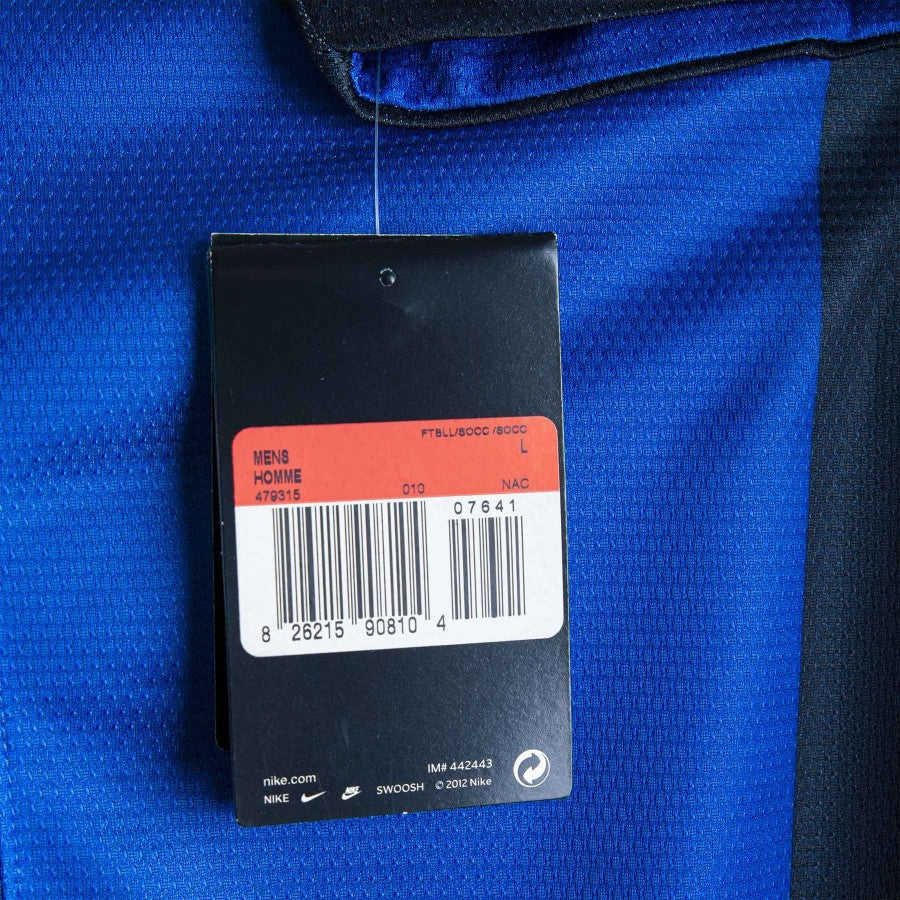 FTBLL/SOCC /SOCC
MENS L
HOMME
479315 010 NAC
07641
8 26215 90810 4
nike.com IM# 442443
NIKE NIKE SWOOSH © 2012 Nike